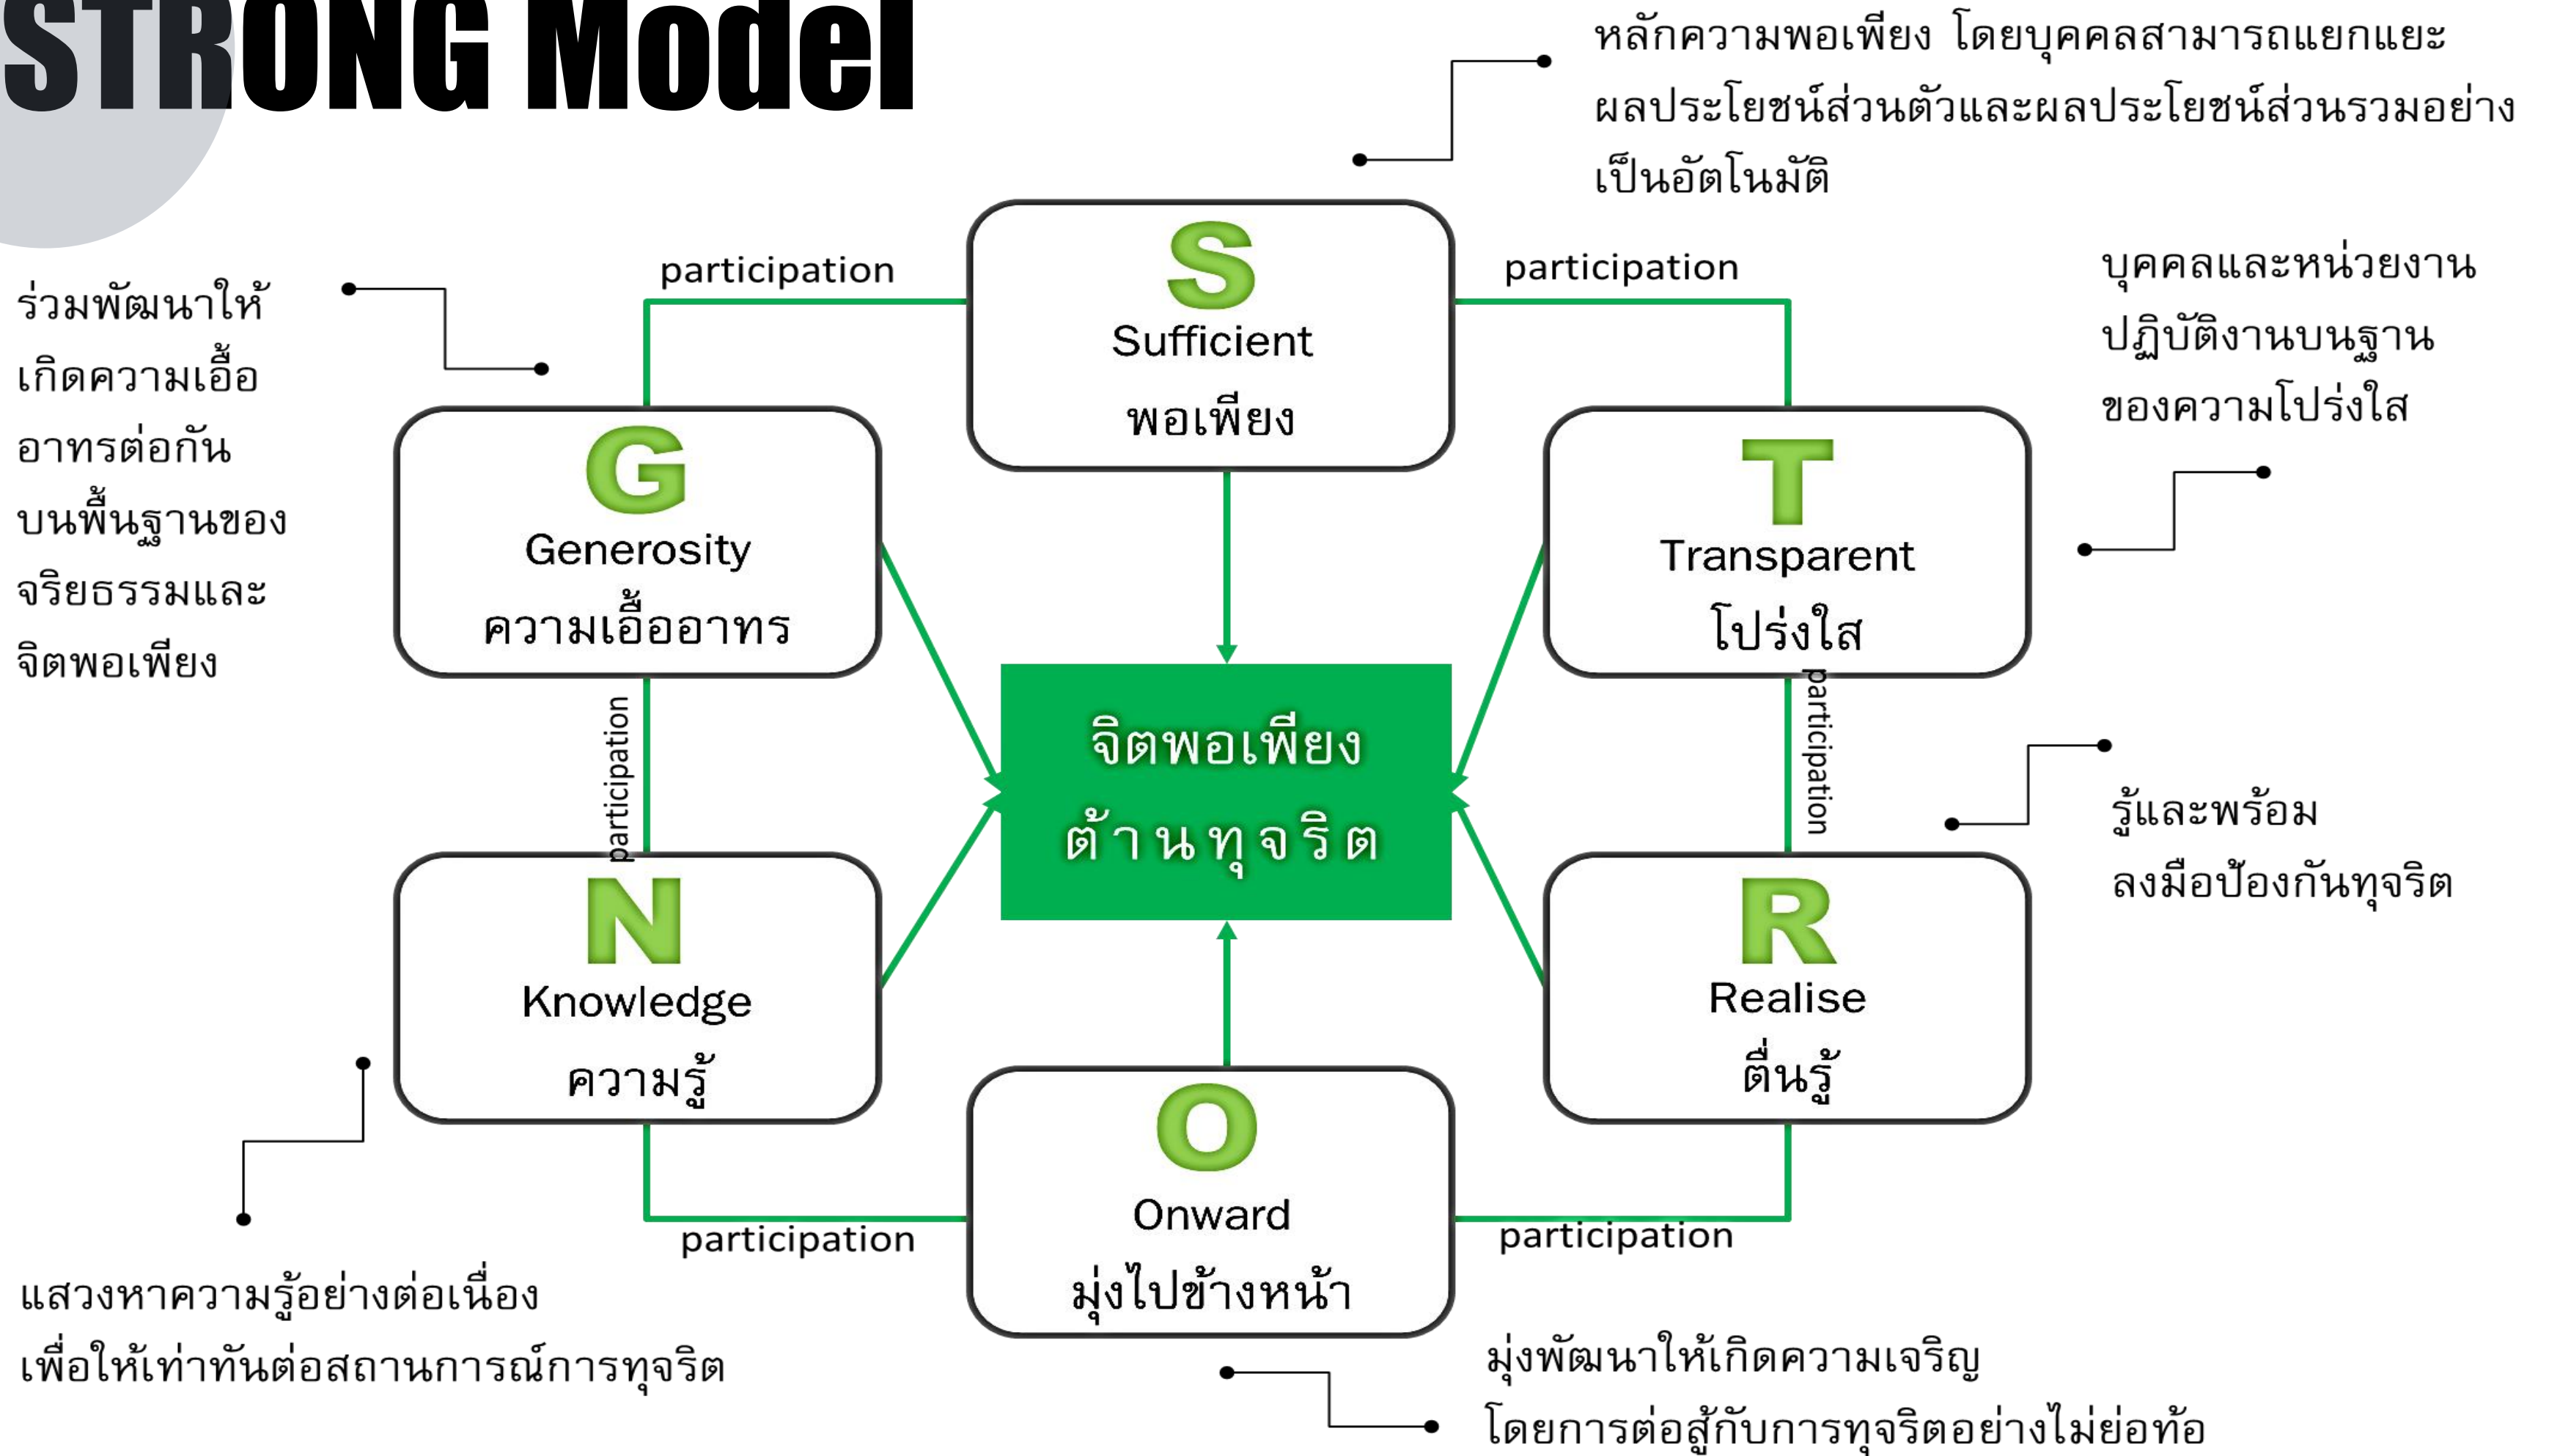 STRONG Model
หลักความพอเพียง โดยบุคคลสามารถแยกแยะ
ผลประโยชน์ส่วนตัวและผลประโยชน์ส่วนรวมอย่าง
เป็นอัตโนมัติ
participation
S
Sufficient
พอเพียง
participation
บุคคลและหน่วยงาน
ปฏิบัติงานบนฐาน
ของความโปร่งใส
ร่วมพัฒนาให้
เกิดความเอื้อ
อาทรต่อกัน
บนพื้นฐานของ
จริยธรรมและ
จิตพอเพียง
G
Generosity
ความเอื้ออาทร
T
Transparent
โปร่งใส
participation
จิตพอเพียง
ต้านทุจริต
participation
รู้และพร้อม
ลงมือป้องกันทุจริต
N
Knowledge
ความรู้
R
Realise
ตื่นรู้
participation
O
Onward
มุ่งไปข้างหน้า
participation
แสวงหาความรู้อย่างต่อเนื่อง
เพื่อให้เท่าทันต่อสถานการณ์การทุจริต
มุ่งพัฒนาให้เกิดความเจริญ
โดยการต่อสู้กับการทุจริตอย่างไม่ย่อท้อ